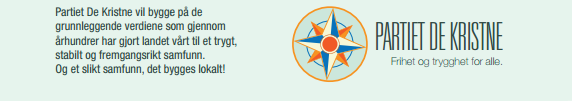 Partiet De Kristne vil bygge på de
grunnleggende verdiene som gjennom
århundrer har gjort landet vårt til et trygt,
stabilt og fremgangsrikt samfunn.
Og et slikt samfunn, det bygges lokalt!
PARTIET DE KRISTNE
Frihet og trygghet for alle.